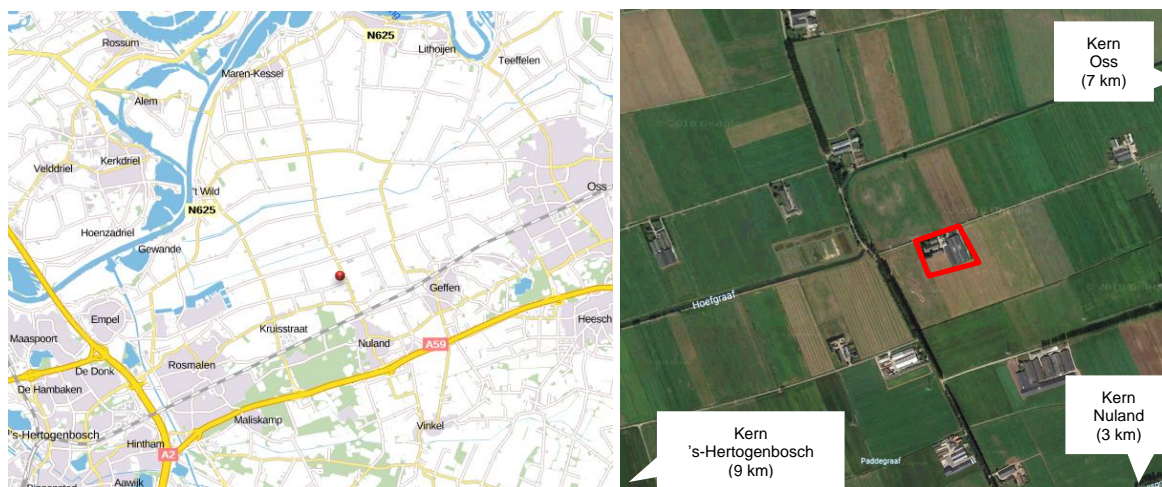 N625
Lithoijen
Rossum
Teeffelen
Maren-Kessel
Alem
Kerkdriel
Velddriel
't Wild
N625
Oss
Hoenzadriel
Gewande
Geffen
Empel
Kruisstraat
Heesch
Maaspoort
Nuland
A59
De Donk
Rosmalen
De Hambaken
Maliskamp
Vinkel
's-Hertogenbosch
Hintham
A2
Aawijk
Kern
Oss
(7 km)
Hoefgraaf
Kern
Nuland
(3 km)
Kern
's-Hertogenbosch
(9 km)
Paddegraaf